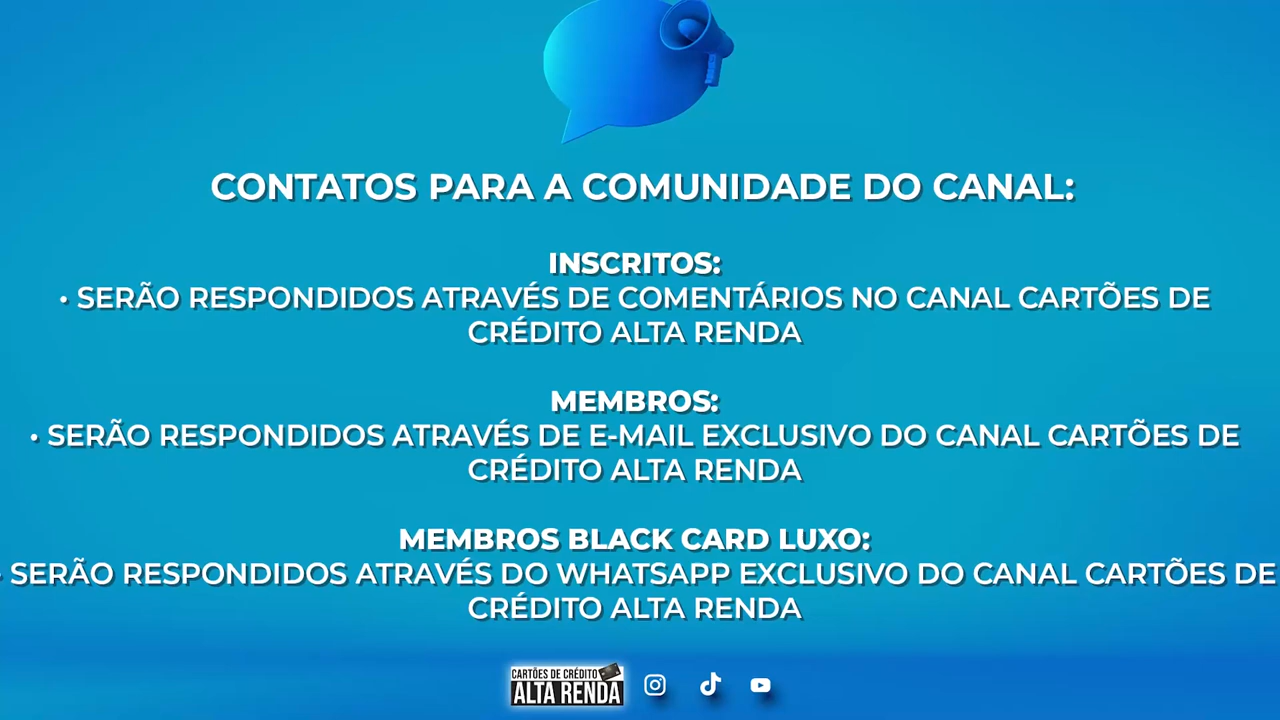 CONTATOS PARA A COMUNIDADE DO CANAL:
INSCRITOS:
• SERÃO RESPONDIDOS ATRAVÉS DE COMENTÁRIOS NO CANAL CARTÕES DE
CRÉDITO ALTA RENDA
MEMBROS:
• SERÃO RESPONDIDOS ATRAVÉS DE E-MAIL EXCLUSIVO DO CANAL CARTÕES DE
CRÉDITO ALTA RENDA
MEMBROS BLACK CARD LUXO:
• SERÃO RESPONDIDOS ATRAVÉS DO WHATSAPP EXCLUSIVO DO CANAL CARTÕES DE
CRÉDITO ALTA RENDA
CARTÕES DE CRÉDITO
ALTA RENDA